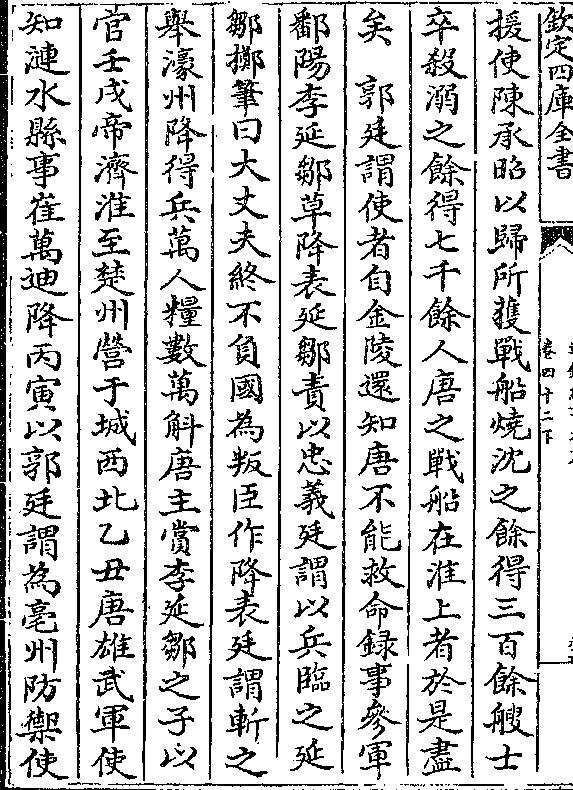 欽定四庫全書
卷四十二下
援使陳承昭以歸所獲戰船燒沈之餘得三百餘艘士
卒殺溺之餘得七千餘人唐之戰船在淮上者於是盡
矣　郭廷謂使者自金陵還知唐不能救命録事參軍
鄱陽李延鄒草降表延鄒責以忠義廷謂以兵臨之延
鄒擲筆曰大丈夫終不負國為叛臣作降表廷謂斬之
舉濠州降得兵萬人糧數萬斛唐主賞李延鄒之子以
官壬戌帝濟淮至楚州營于城西北乙丑唐雄武軍使
知漣水縣事崔萬迪降丙寅以郭廷謂為亳州防禦使